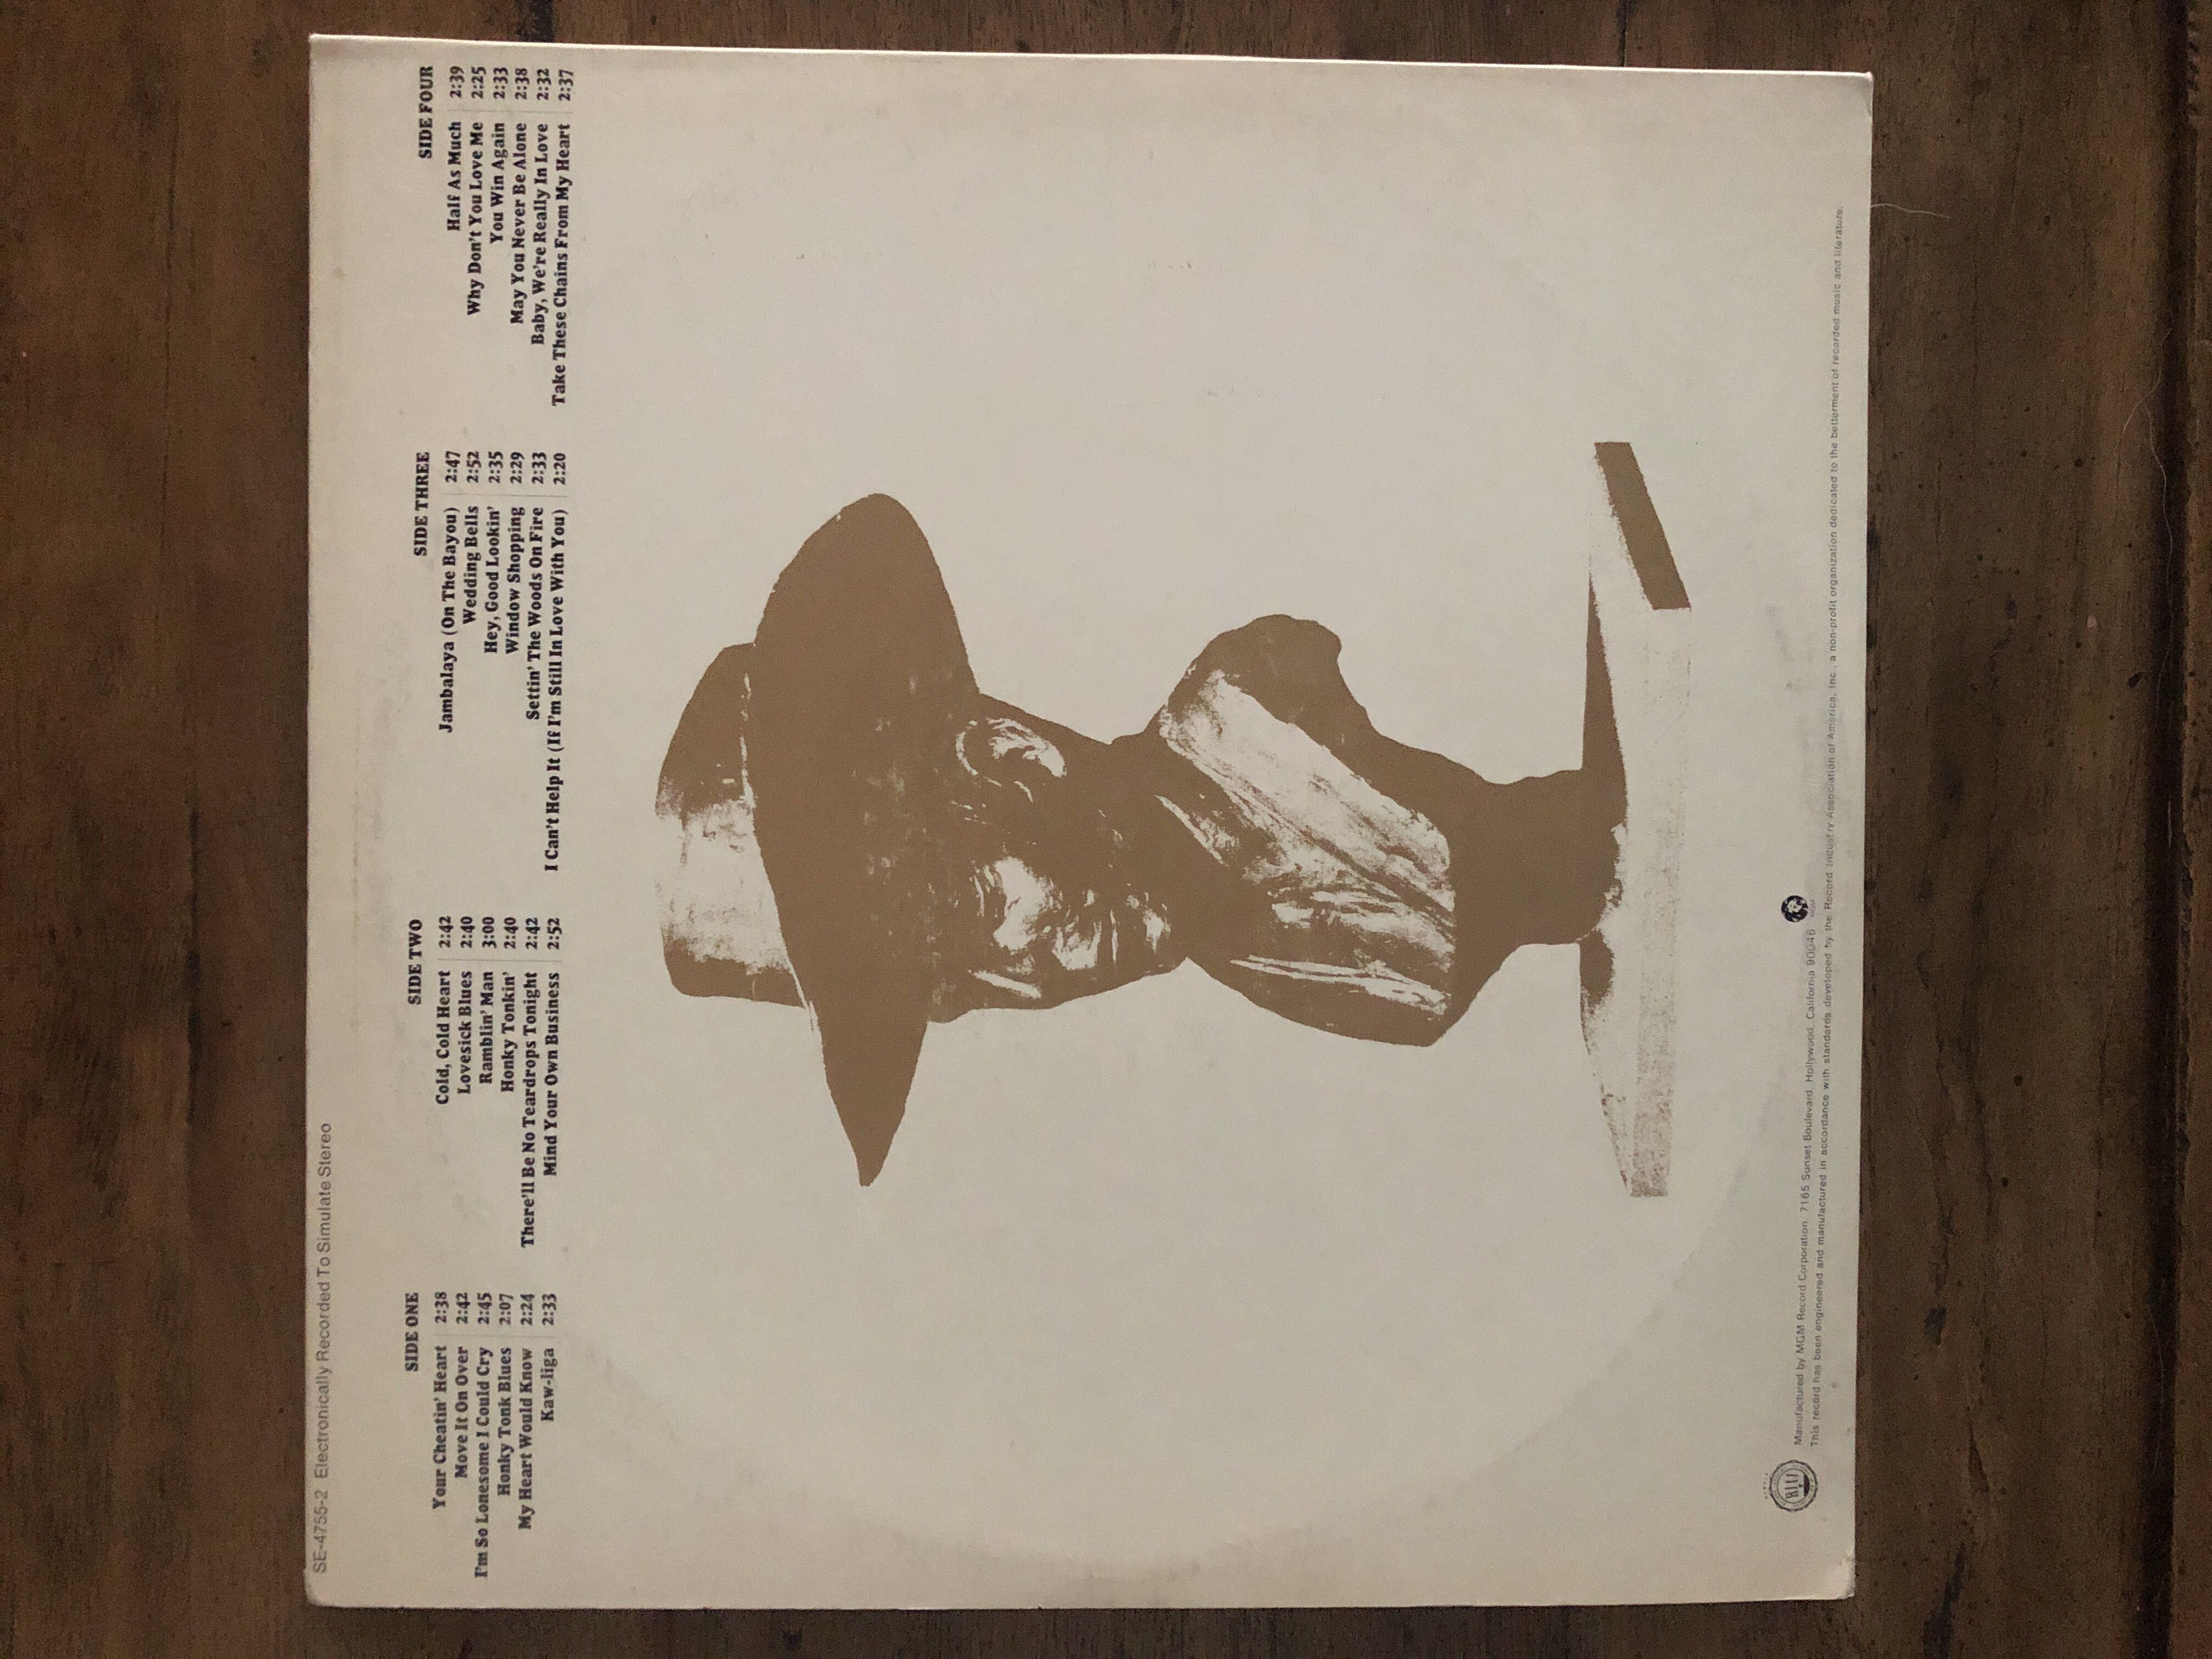 SE-4755-2 Electronically Recorded To Simulate Stereo
SIDE ONE
Your Cheatin' Heart 2:38
Move It On Over 2:42
I'm So Lonesome I Could Cry 2:45
Honky Tonk Blues 2:07
My Heart Would Know 2:24
Kaw-liga 2:33
SIDE TWO
Cold, Cold Heart 2:42
Lovesick Blues 2:40
Ramblin' Man 3:00
Honky Tonkin' 2:40
There'll Be No Teardrops Tonight 2:42
Mind Your Own Business 2:52
SIDE THREE
Jambalaya (On The Bayou) 2:47
Wedding Bells 2:52
Hey, Good Lookin' 2:35
Window Shopping 2:29
Settin' The Woods On Fire 2:33
I Can't Help It (If I'm Still In Love With You) 2:20
SIDE FOUR
Half As Much 2:39
Why Don't You Love Me 2:25
You Win Again 2:33
May You Never Be Alone 2:38
Baby, We're Really In Love 2:32
Take These Chains From My Heart 2:37
Manufactured by MGM Record Corporation, 7165 Sunset Boulevard, Hollywood, California 90046
This record has been engineered and manufactured in accordance with standards developed by the Record Industry Association of America, Inc., a non-profit organization dedicated to the betterment of recorded music and literature.